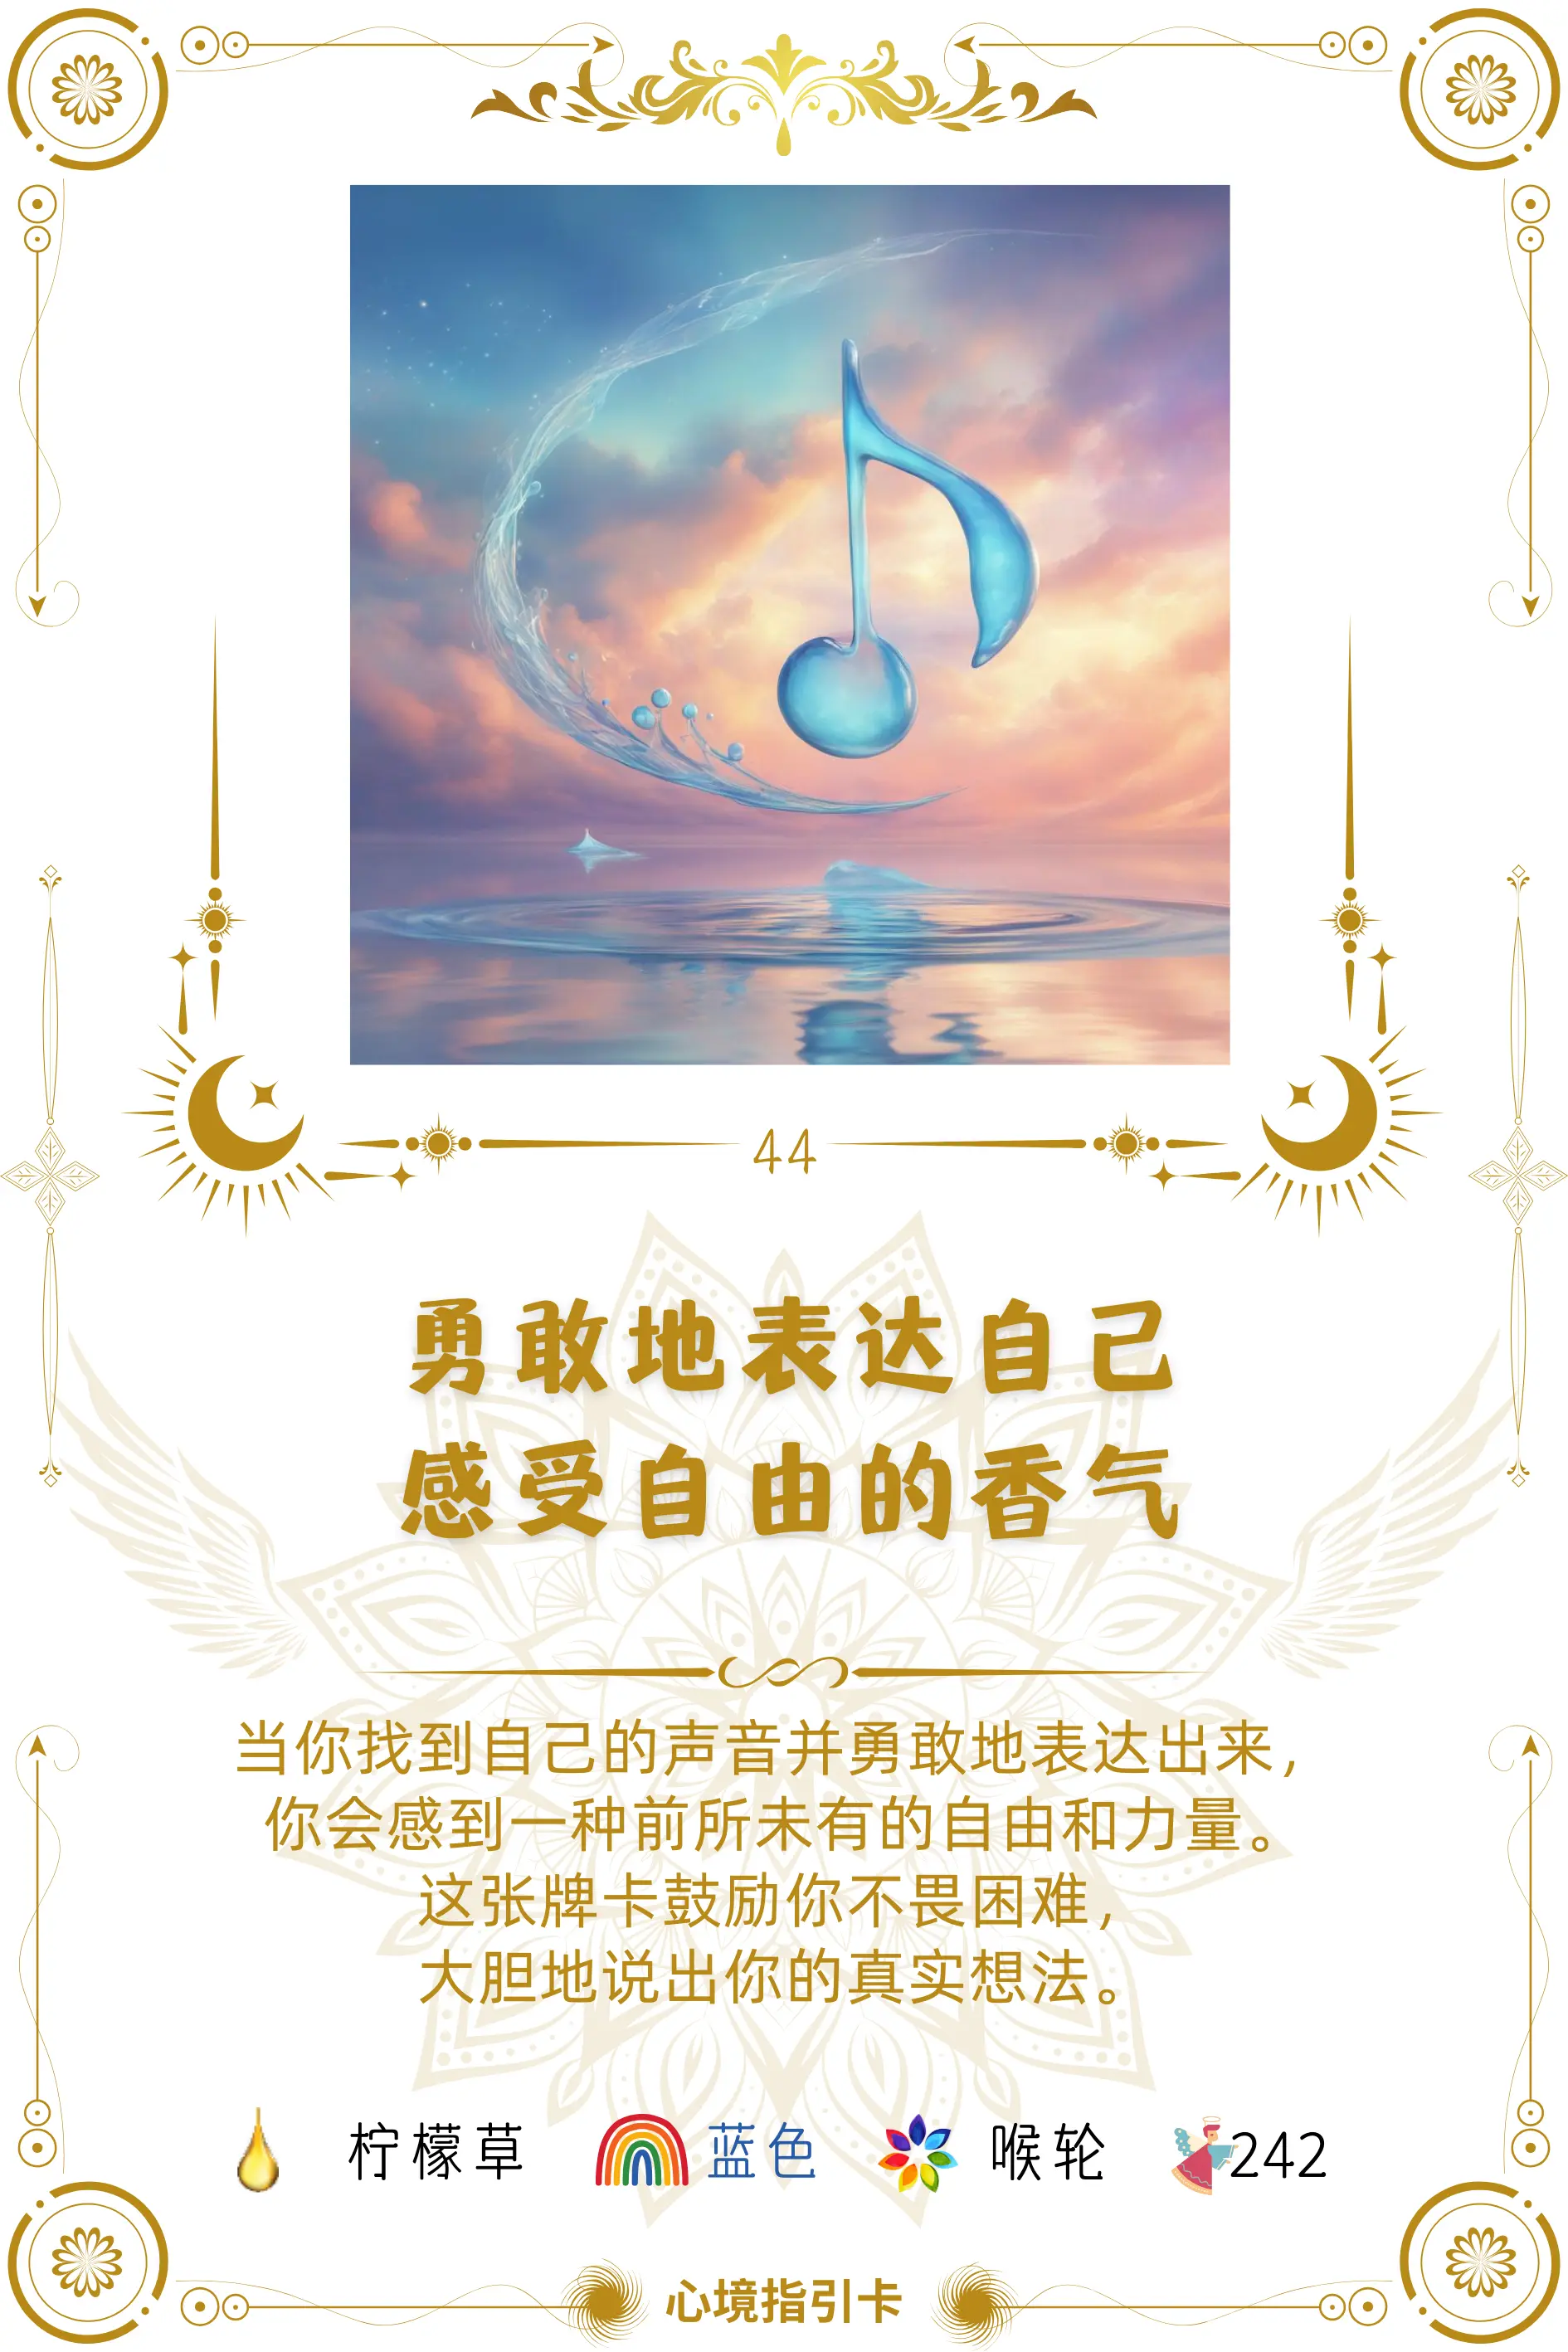 44
勇敢地表达自己
感受自由的香气
当你找到自己的声音并勇敢地表达出来，
你会感到一种前所未有的自由和力量。
这张牌卡鼓励你不畏困难，
大胆地说出你的真实想法。
柠檬草 蓝色 喉轮 242
心境指引卡